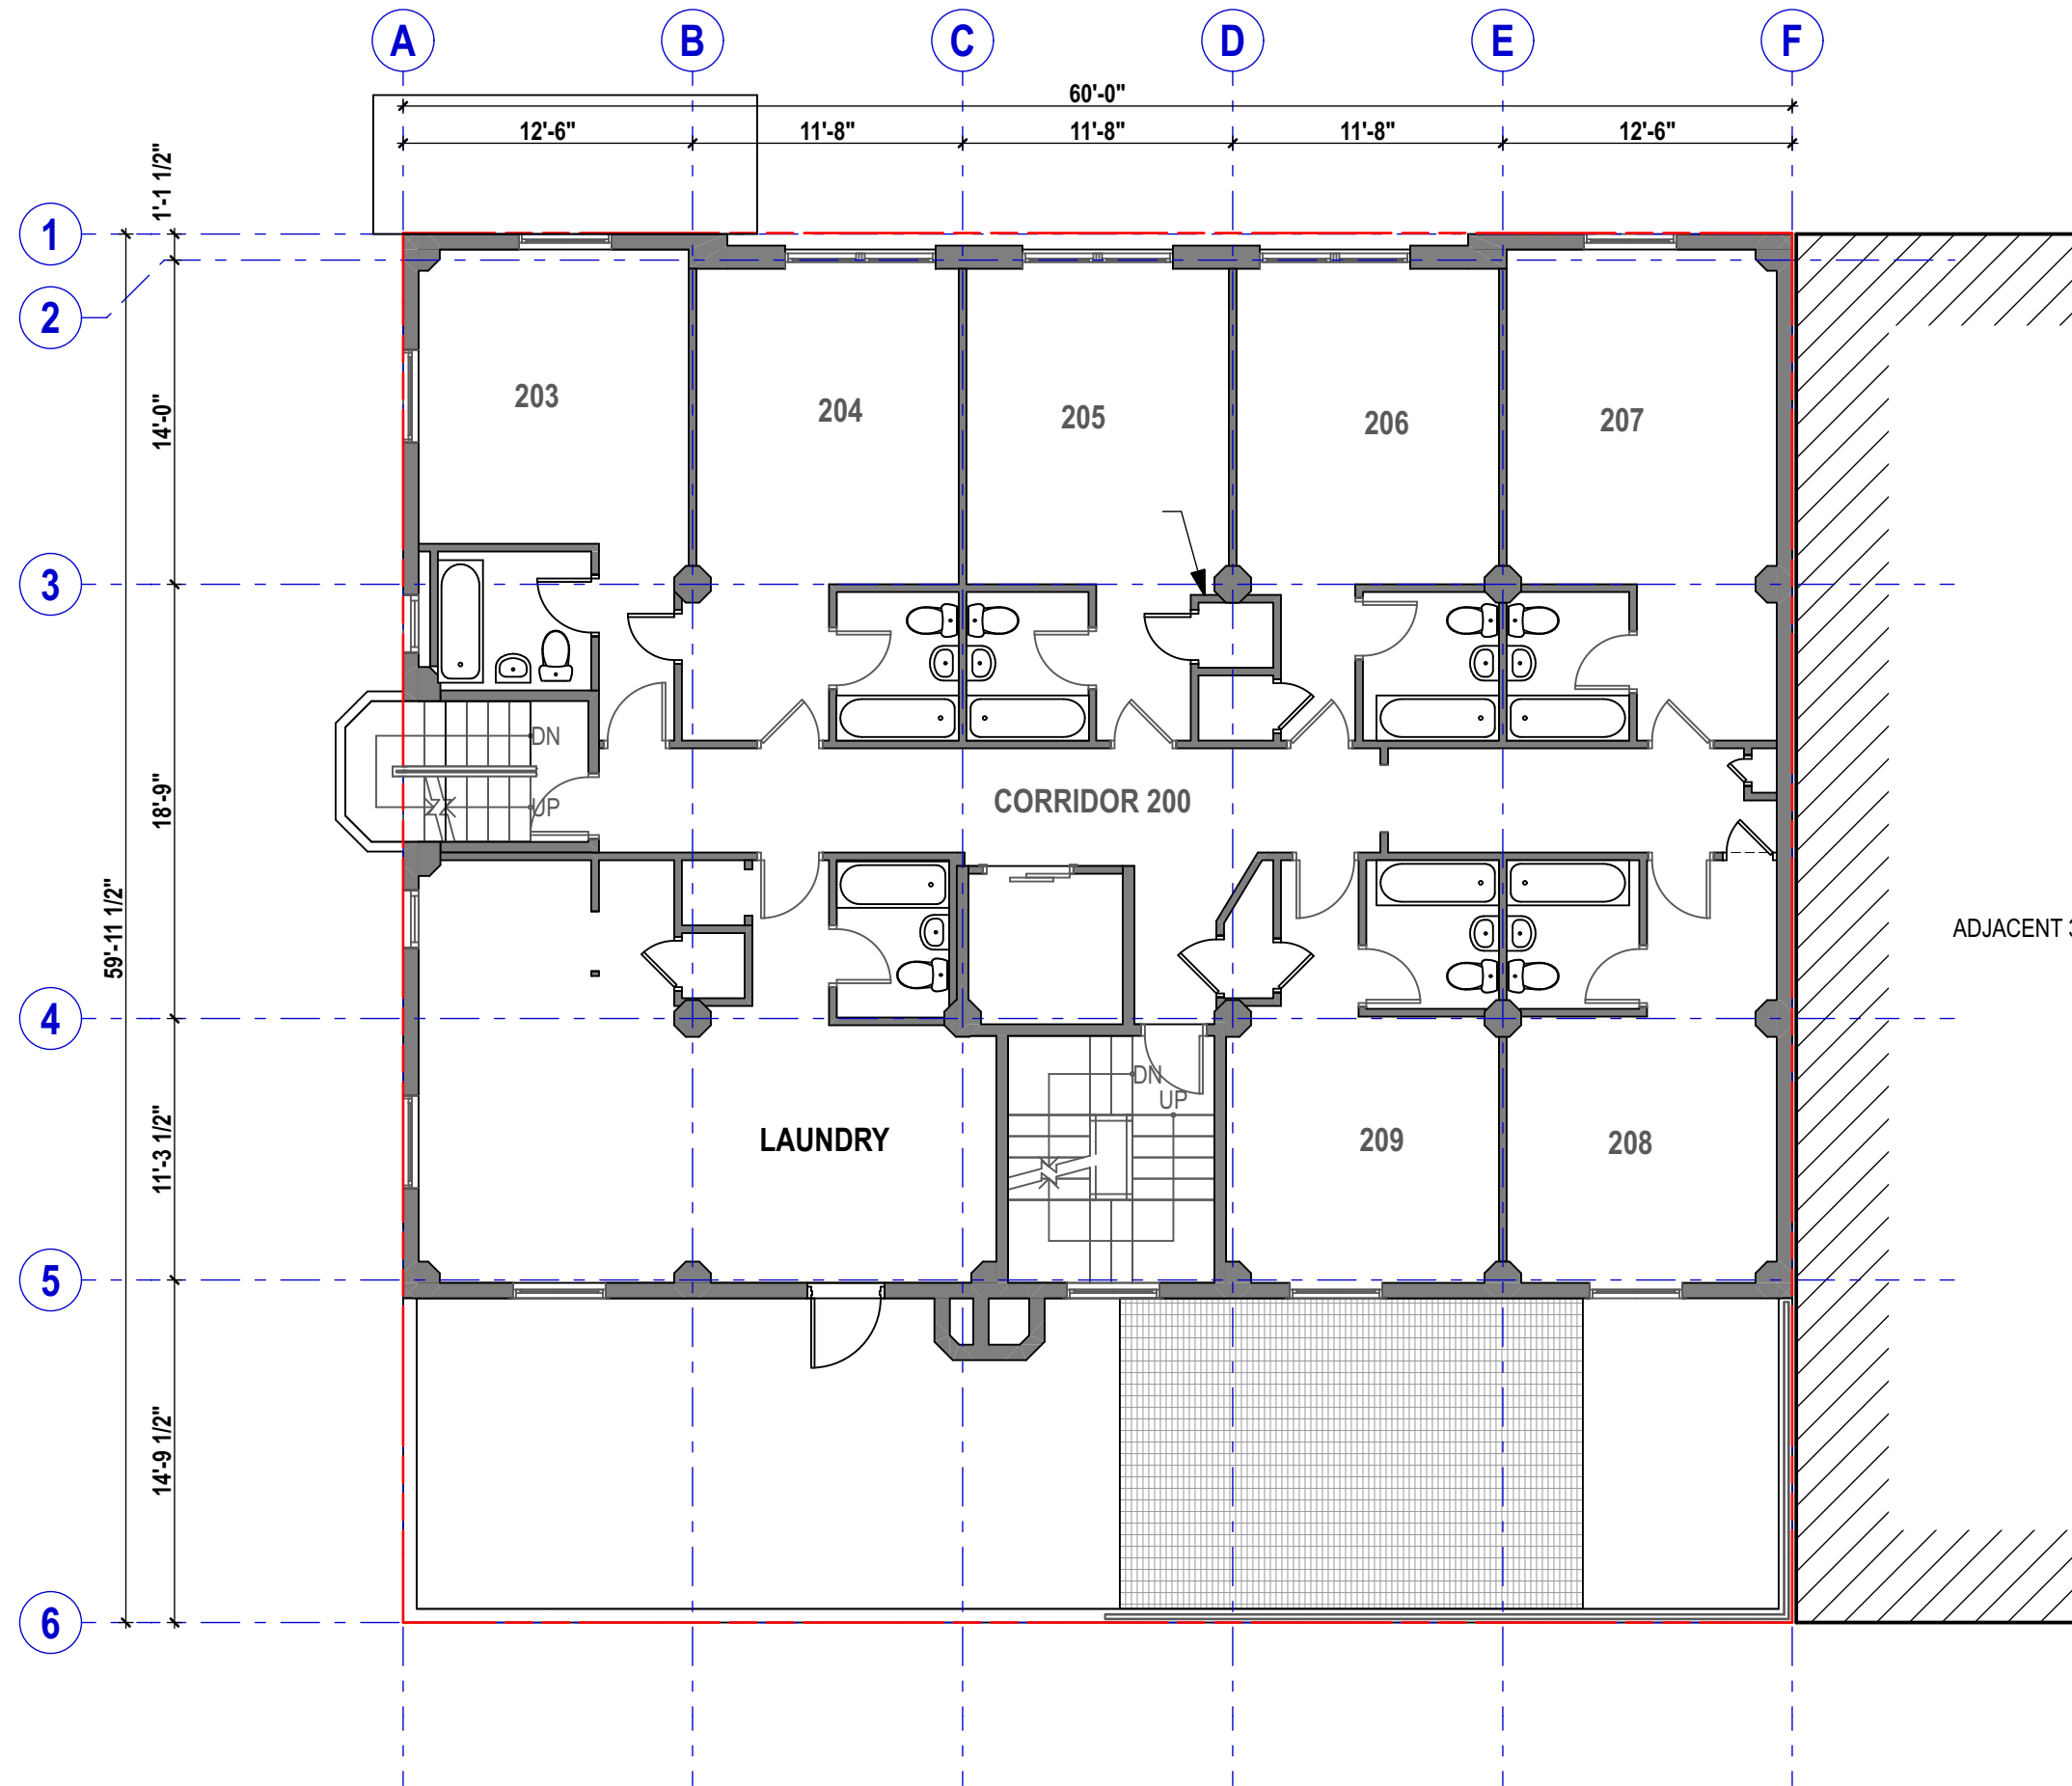 A B C D E F
60'-0"
12'-6" 11'-8" 11'-8" 11'-8" 12'-6"
1'-1 1/2"
1
2
203
204
205
206
207
14'-0"
3
DN
UP
CORRIDOR 200
18'-9"
59'-11 1/2"
ADJACENT 3
4
DN
UP
LAUNDRY
209
208
11'-3 1/2"
5
14'-9 1/2"
6